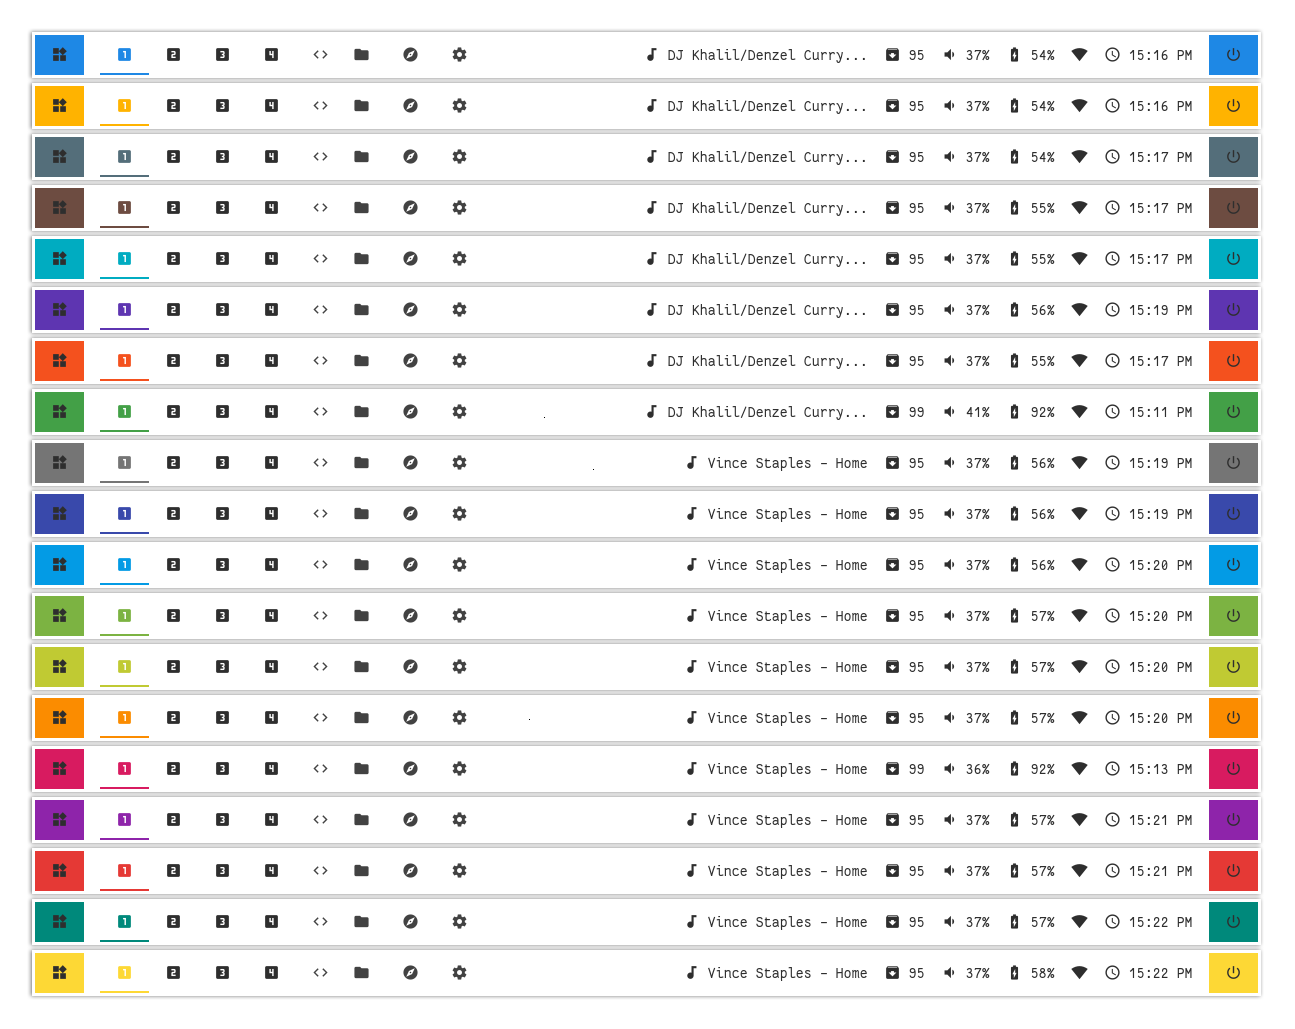 1 2 3 4 DJ Khalil/Denzel Curry... 95 37% 54% 15:16 PM
1 2 3 4 DJ Khalil/Denzel Curry... 95 37% 54% 15:16 PM
1 2 3 4 DJ Khalil/Denzel Curry... 95 37% 54% 15:17 PM
1 2 3 4 DJ Khalil/Denzel Curry... 95 37% 55% 15:17 PM
1 2 3 4 DJ Khalil/Denzel Curry... 95 37% 55% 15:17 PM
1 2 3 4 DJ Khalil/Denzel Curry... 95 37% 56% 15:19 PM
1 2 3 4 DJ Khalil/Denzel Curry... 95 37% 55% 15:17 PM
1 2 3 4 DJ Khalil/Denzel Curry... 99 41% 92% 15:11 PM
1 2 3 4 Vince Staples – Home 95 37% 56% 15:19 PM
1 2 3 4 Vince Staples – Home 95 37% 56% 15:19 PM
1 2 3 4 Vince Staples – Home 95 37% 56% 15:20 PM
1 2 3 4 Vince Staples – Home 95 37% 57% 15:20 PM
1 2 3 4 Vince Staples – Home 95 37% 57% 15:20 PM
1 2 3 4 Vince Staples – Home 95 37% 57% 15:20 PM
1 2 3 4 Vince Staples – Home 99 36% 92% 15:13 PM
1 2 3 4 Vince Staples – Home 95 37% 57% 15:21 PM
1 2 3 4 Vince Staples – Home 95 37% 57% 15:21 PM
1 2 3 4 Vince Staples – Home 95 37% 57% 15:22 PM
1 2 3 4 Vince Staples – Home 95 37% 58% 15:22 PM